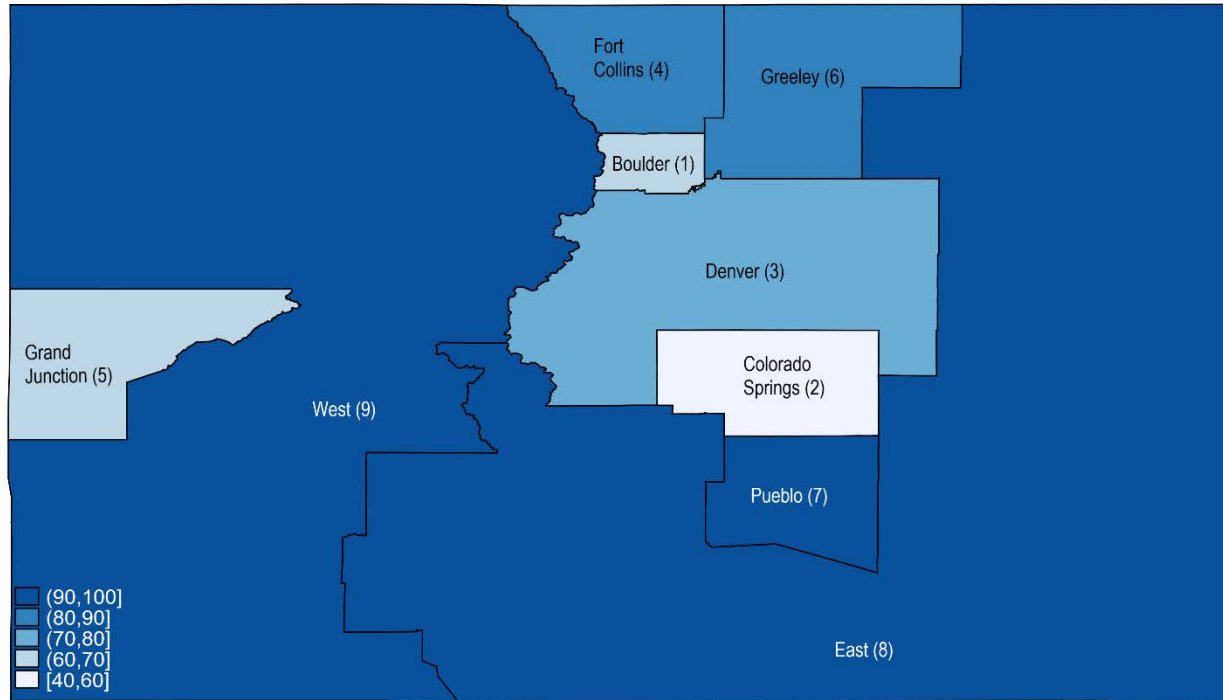 Fort
Collins (4)
Greeley (6)
Boulder (1)
Denver (3)
Grand
Junction (5)
Colorado
Springs (2)
West (9)
Pueblo (7)
East (8)
(90,100]
(80,90]
(70,80]
(60,70]
[40,60]